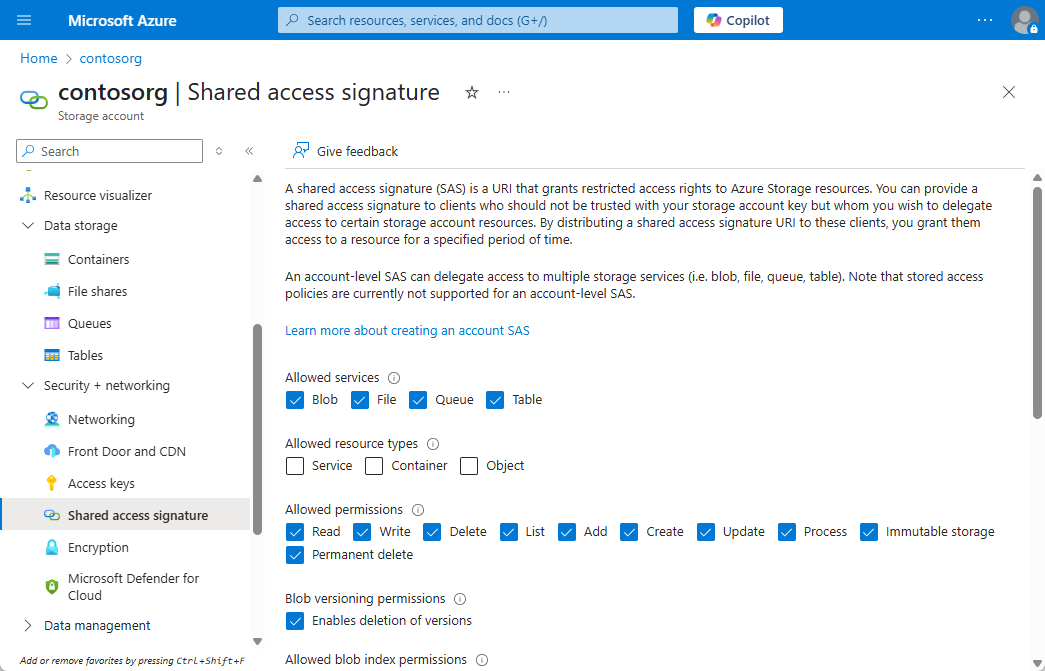 Microsoft Azure
Search resources, services, and docs (G+/)
Copilot
Home > contosorg
contosorg | Shared access signature
Storage account
Search
Resource visualizer
Data storage
Containers
File shares
Queues
Tables
Security + networking
Networking
Front Door and CDN
Access keys
Shared access signature
Encryption
Microsoft Defender for
Cloud
Data management
Add or remove favorites by pressing Ctrl+Shift+F
Give feedback
A shared access signature (SAS) is a URI that grants restricted access rights to Azure Storage resources. You can provide a
shared access signature to clients who should not be trusted with your storage account key but whom you wish to delegate
access to certain storage account resources. By distributing a shared access signature URI to these clients, you grant them
access to a resource for a specified period of time.
An account-level SAS can delegate access to multiple storage services (i.e. blob, file, queue, table). Note that stored access
policies are currently not supported for an account-level SAS.
Learn more about creating an account SAS
Allowed services
Blob File Queue Table
Allowed resource types
Service Container Object
Allowed permissions
Read Write Delete List Add Create Update Process Immutable storage
Permanent delete
Blob versioning permissions
Enables deletion of versions
Allowed blob index permissions